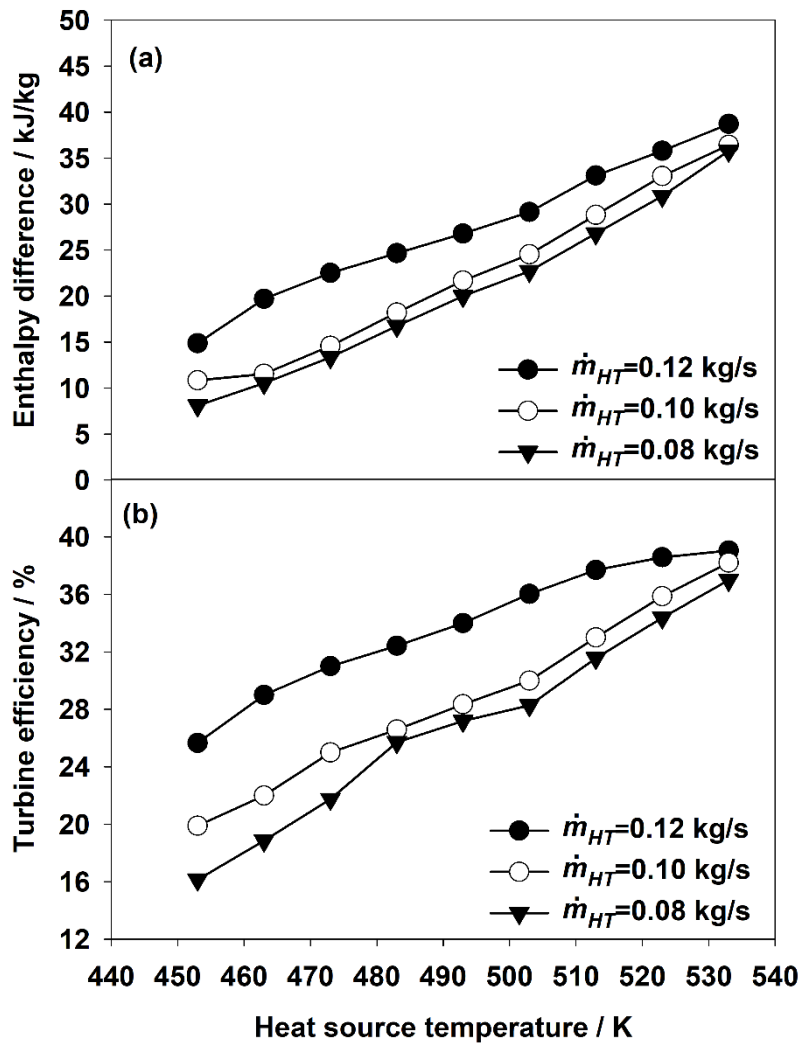 (a)
Enthalpy difference / kJ/kg
50
45
40
35
30
25
20
15
10
5
0
ṁHT=0.12 kg/s
ṁHT=0.10 kg/s
ṁHT=0.08 kg/s
(b)
Turbine efficiency / %
40
36
32
28
24
20
16
12
ṁHT=0.12 kg/s
ṁHT=0.10 kg/s
ṁHT=0.08 kg/s
440 450 460 470 480 490 500 510 520 530 540
Heat source temperature / K